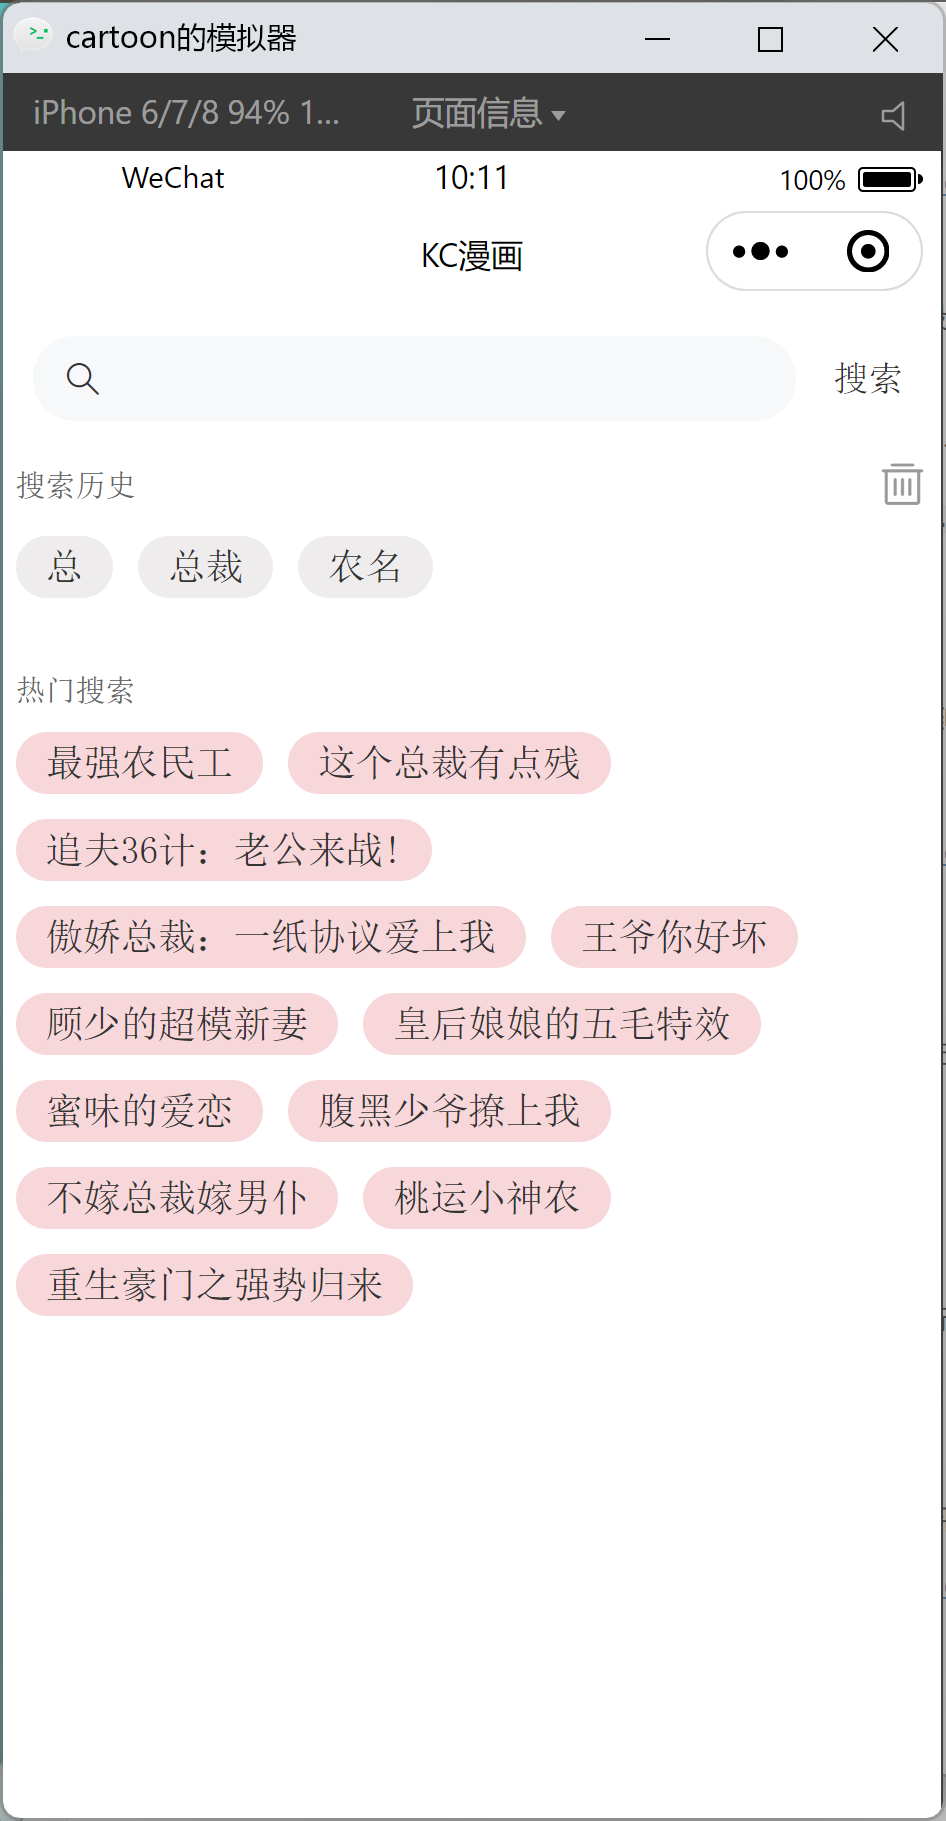 cartoon的模拟器
iPhone 6/7/8 94% 1... 页面信息
WeChat 10:11 100%
KC漫画
搜索
搜索历史
总 总裁 农名
热门搜索
最强农民工 这个总裁有点残
追夫36计：老公来战！
傲娇总裁：一纸协议爱上我 王爷你好坏
顾少的超模新妻 皇后娘娘的五毛特效
蜜味的爱恋 腹黑少爷撩上我
不嫁总裁嫁男仆 桃运小神农
重生豪门之强势归来